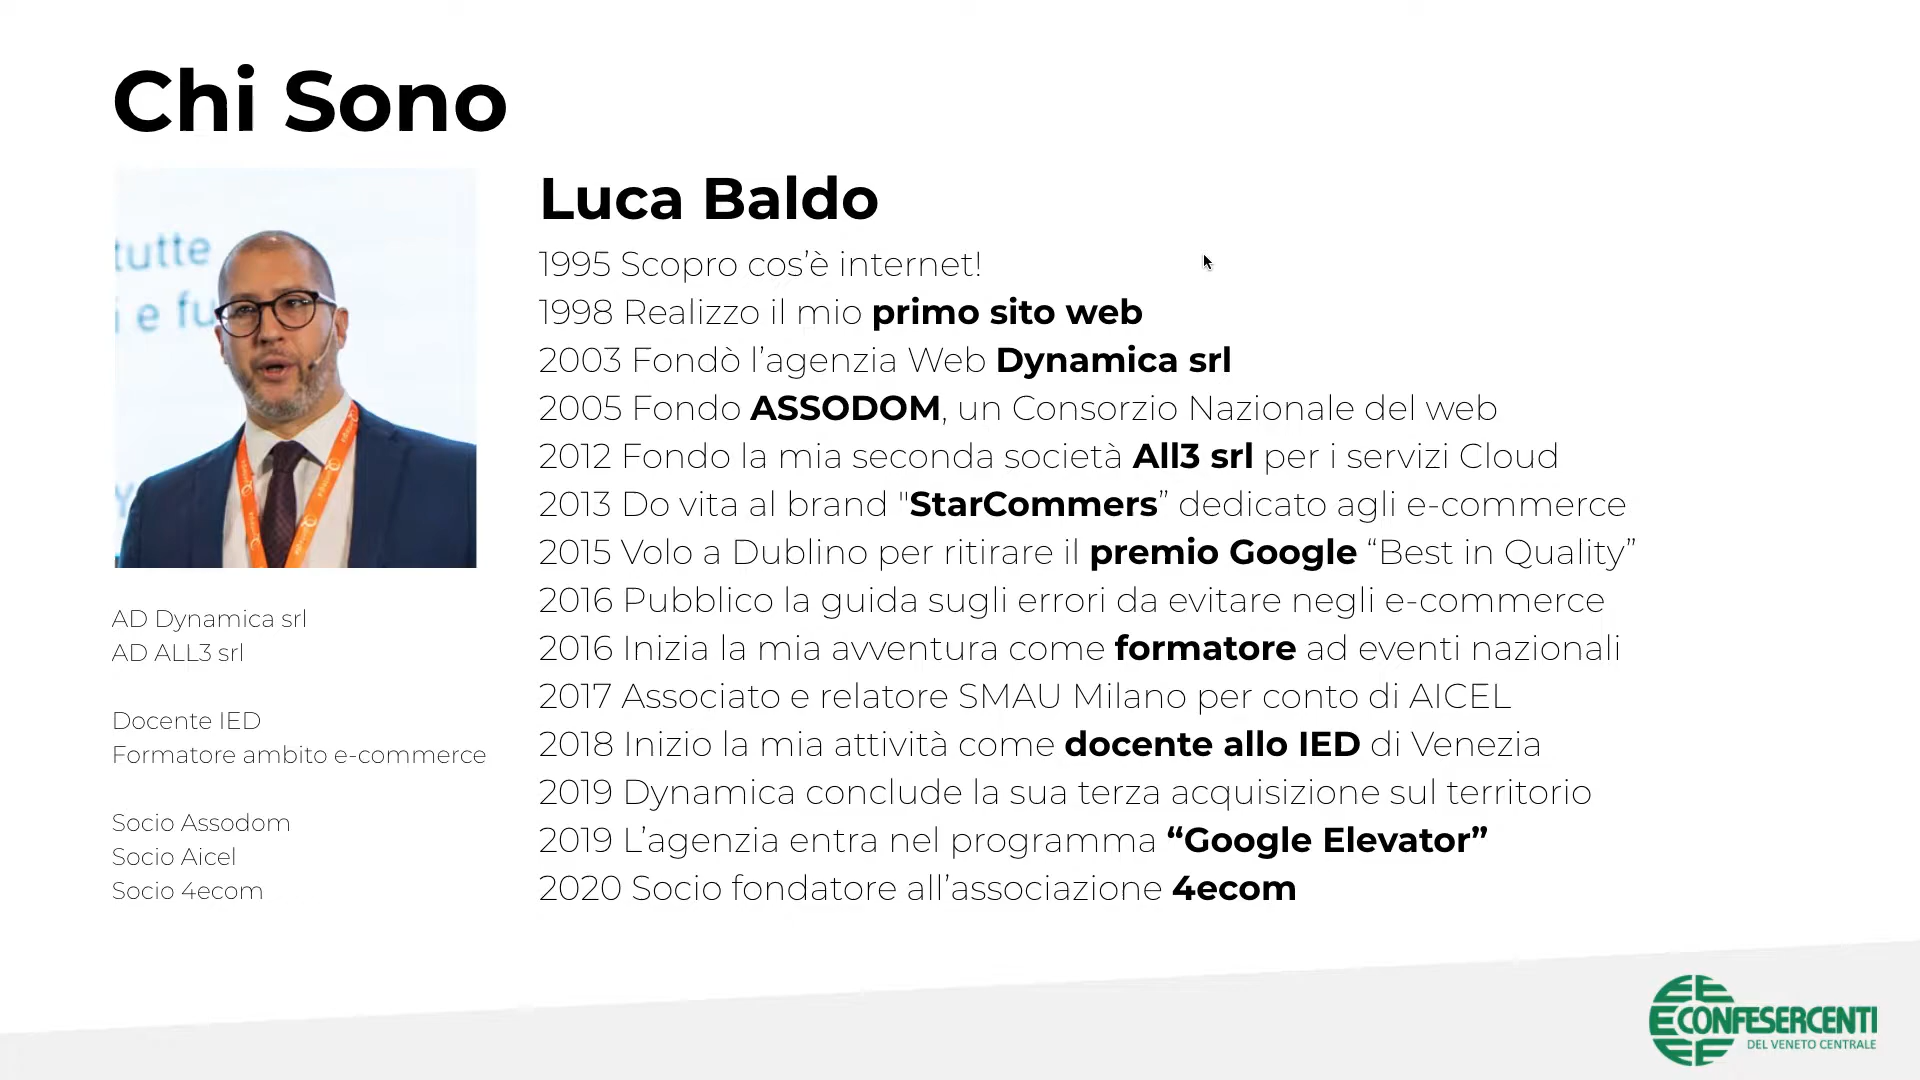 Chi Sono
tutte
i e fu
AD Dynamica srl
AD ALL3 srl
Docente IED
Formatore ambito e-commerce
Socio Assodom
Socio Aicel
Socio 4ecom
Luca Baldo
1995 Scopro cos’è internet!
1998 Realizzo il mio primo sito web
2003 Fondò l’agenzia Web Dynamica srl
2005 Fondo ASSODOM, un Consorzio Nazionale del web
2012 Fondo la mia seconda società All3 srl per i servizi Cloud
2013 Do vita al brand "StarCommers” dedicato agli e-commerce
2015 Volo a Dublino per ritirare il premio Google “Best in Quality”
2016 Pubblico la guida sugli errori da evitare negli e-commerce
2016 Inizia la mia avventura come formatore ad eventi nazionali
2017 Associato e relatore SMAU Milano per conto di AICEL
2018 Inizio la mia attività come docente allo IED di Venezia
2019 Dynamica conclude la sua terza acquisizione sul territorio
2019 L’agenzia entra nel programma “Google Elevator”
2020 Socio fondatore all’associazione 4ecom
CONFESERCENTI
DEL VENETO CENTRALE